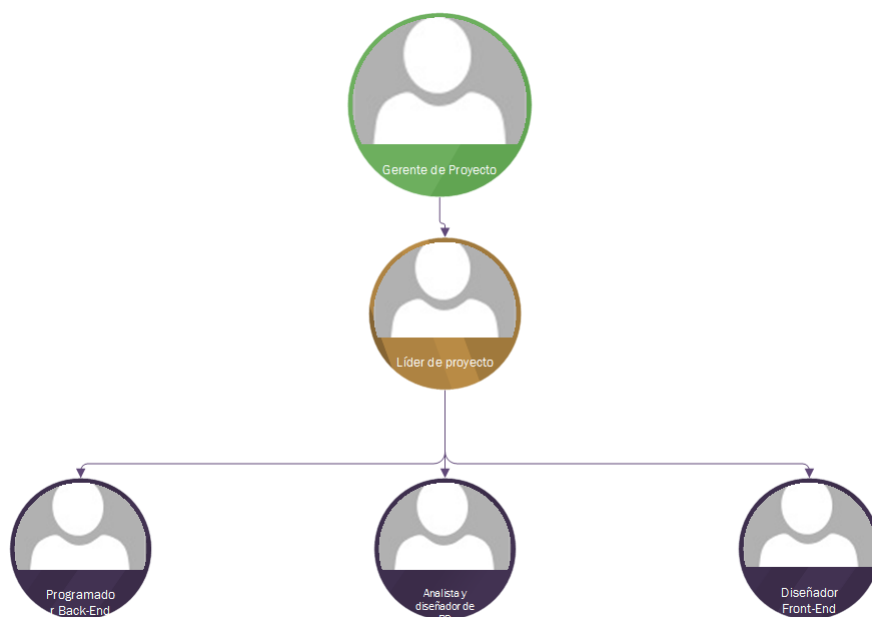 Gerente de Proyecto
Líder de proyecto
Programado
r Back-End
Analista y
diseñador de
Diseñador
Front-End